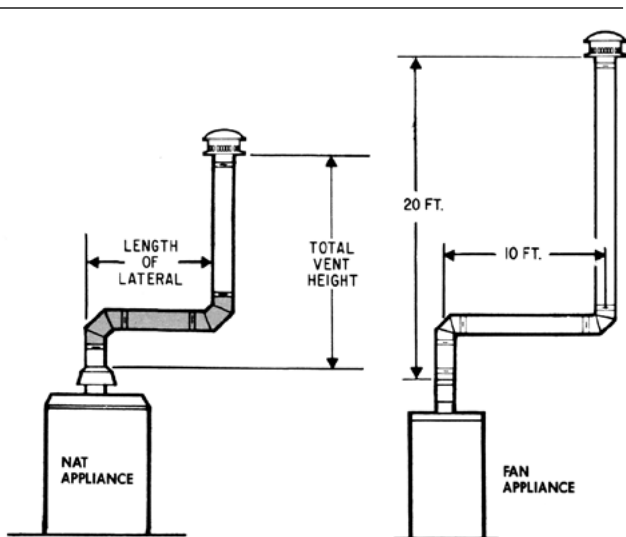 LENGTH
OF
LATERAL
TOTAL
VENT
HEIGHT
NAT
APPLIANCE
20 FT.
10 FT.
FAN
APPLIANCE